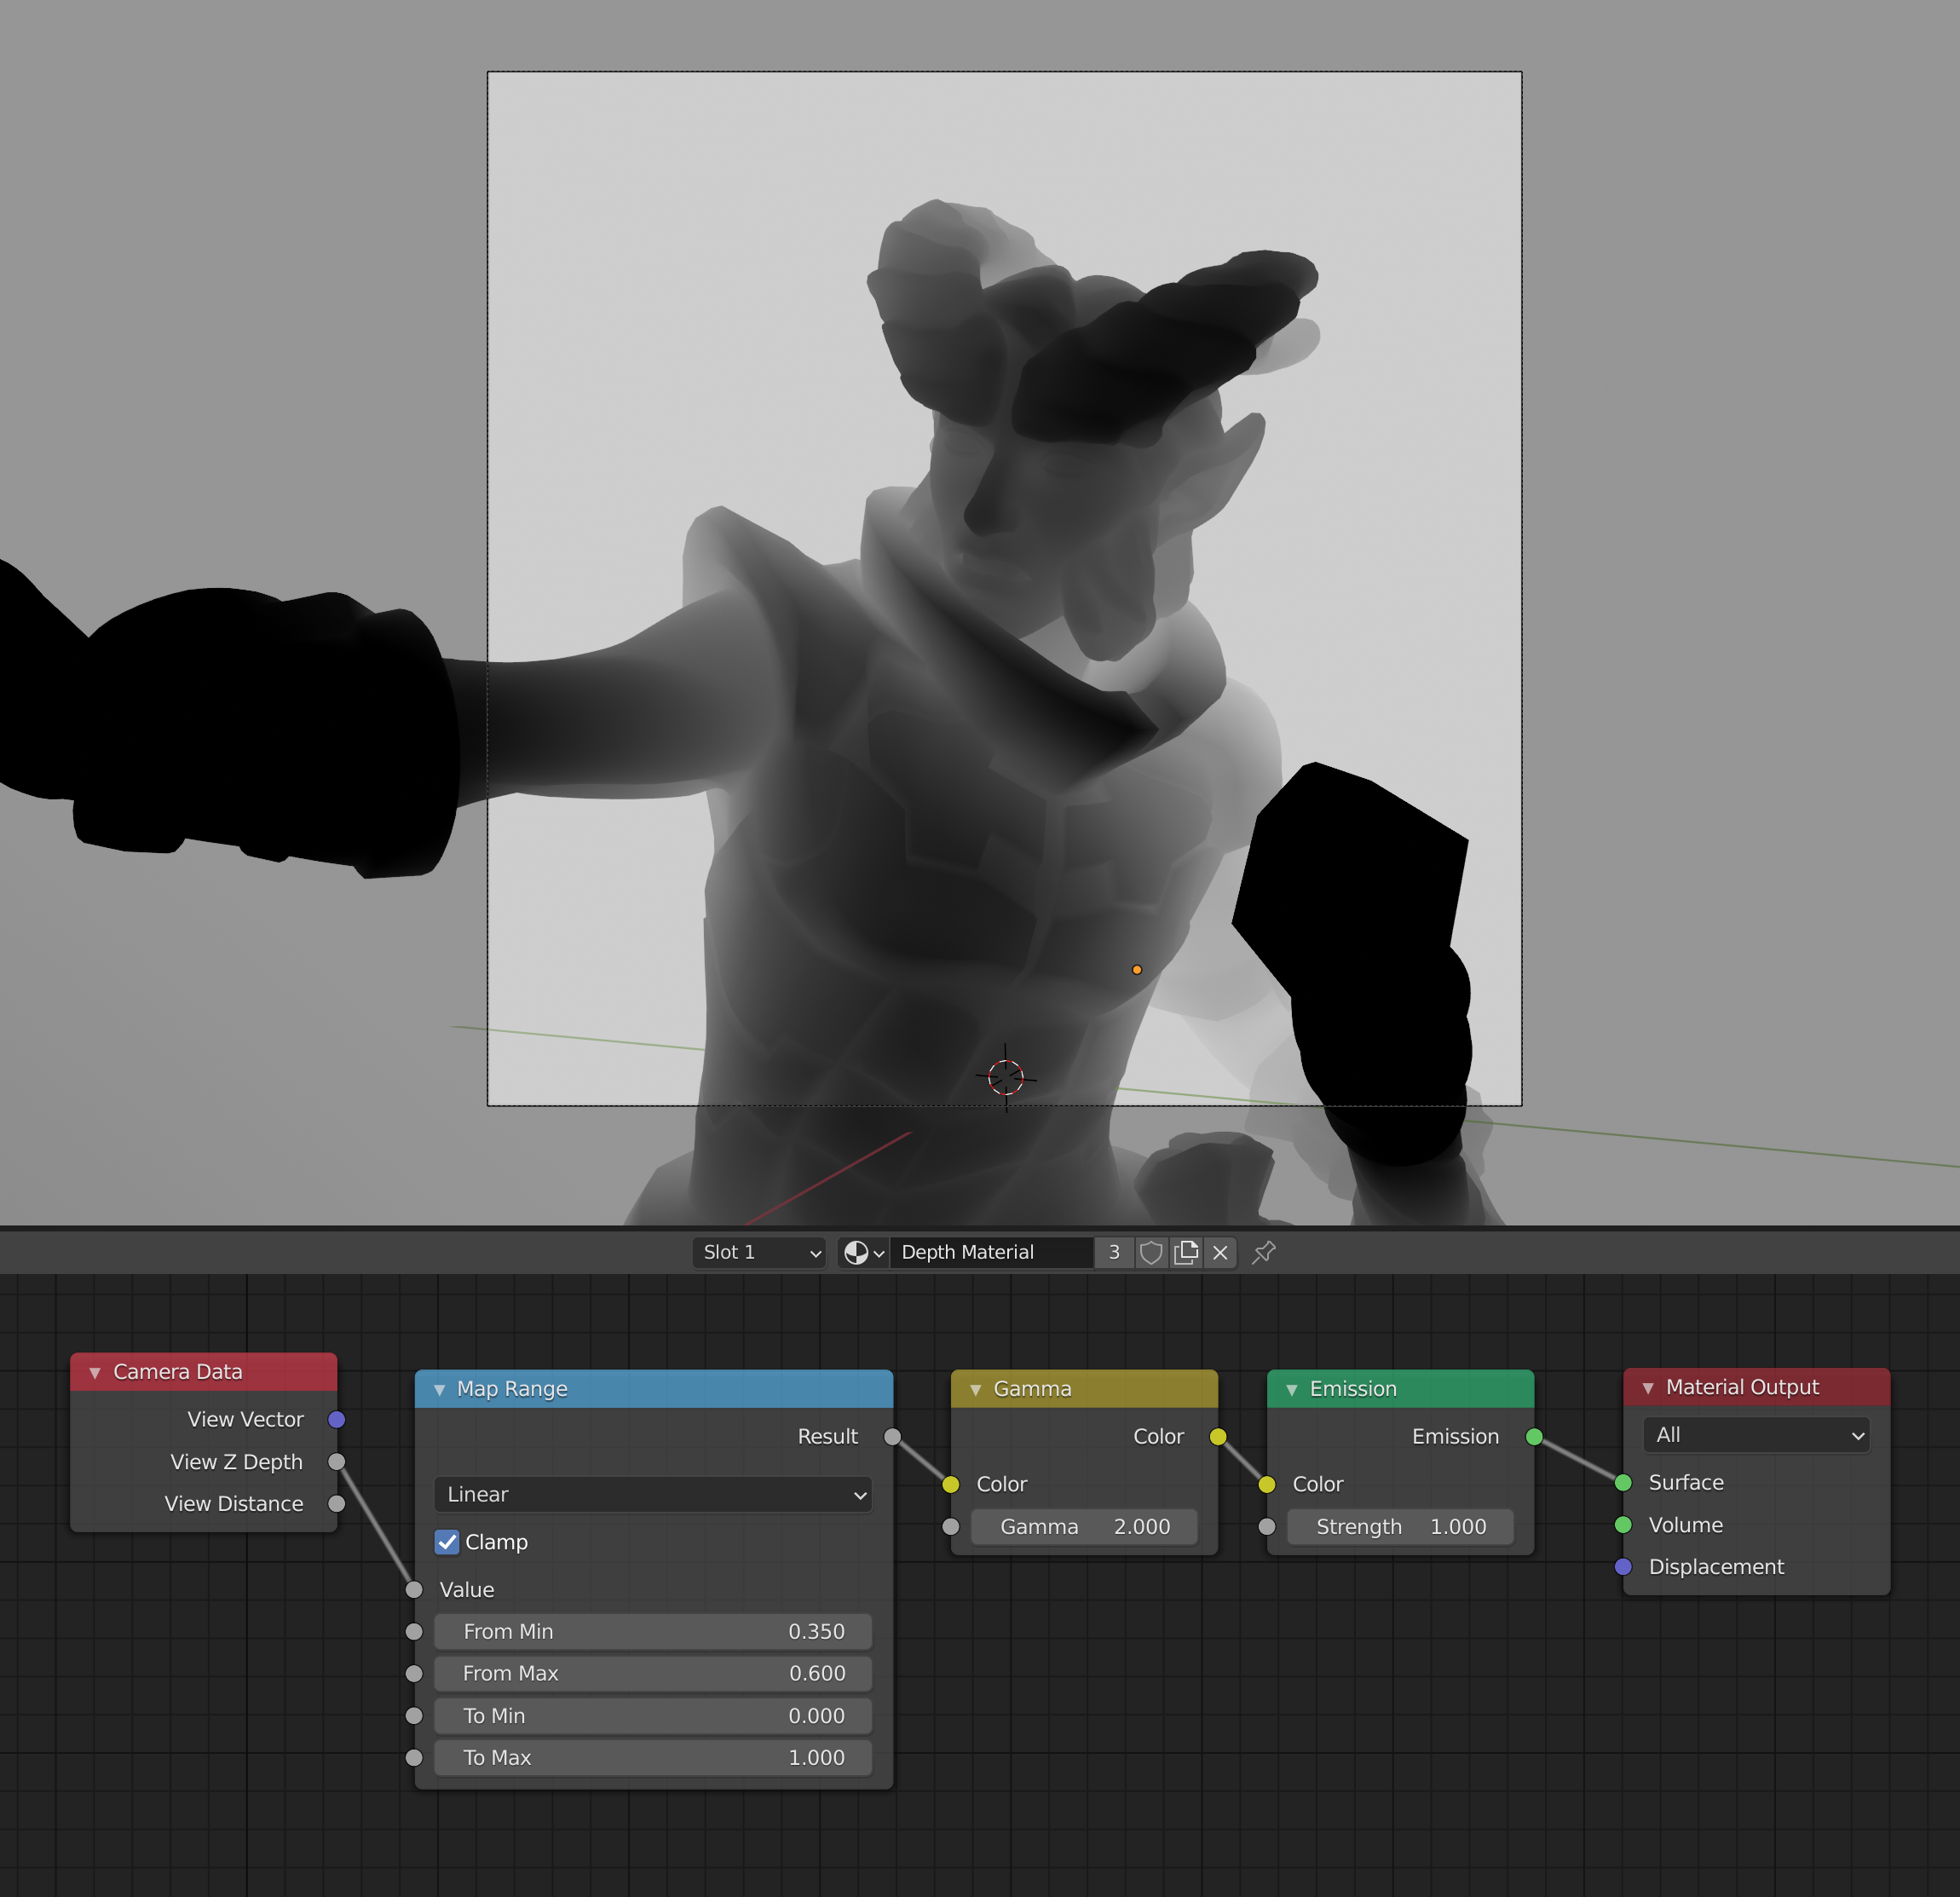 Slot 1
Depth Material
3
Camera Data
View Vector
View Z Depth
View Distance
Map Range
Result
Linear
Clamp
Value
From Min 0.350
From Max 0.600
To Min 0.000
To Max 1.000
Gamma
Color
Color
Gamma 2.000
Emission
Emission
Color
Strength 1.000
Material Output
All
Surface
Volume
Displacement